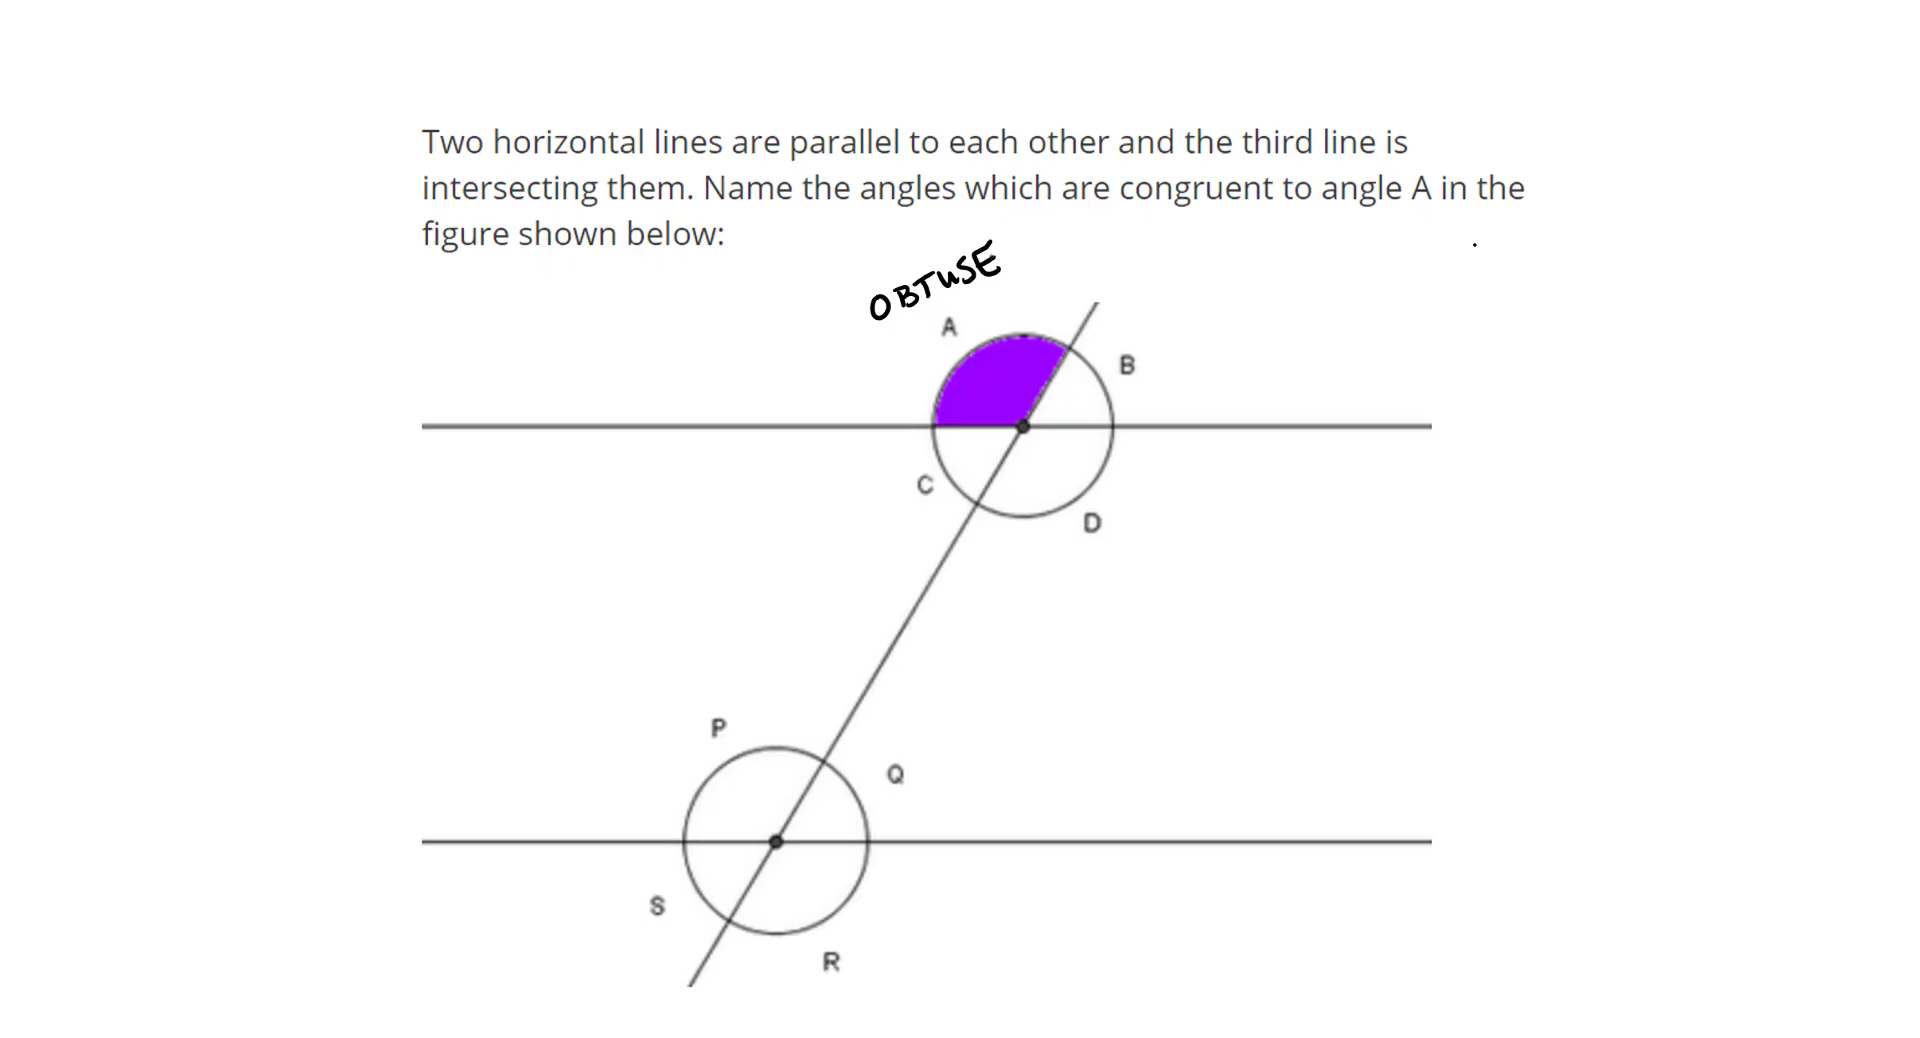 Two horizontal lines are parallel to each other and the third line is
intersecting them. Name the angles which are congruent to angle A in the
figure shown below:
OBTUSE
A
B
C
D
P
Q
S
R